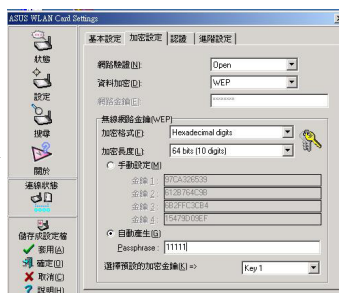 ASUS WLAN Card Settings
狀態
設定
搜尋
關於
連線狀態
儲存成設定檔
套用(A)
確定(O)
取消(C)
說明(H)
基本設定 加密設定 認證 進階設定
網路驗證(N): Open
資料加密(D): WEP
網路金鑰(E): ********
無線網路金鑰(WEP)
加密格式(F): Hexadecimal digits
加密長度(L): 64 bits (10 digits)
手動設定(M)
金鑰 1: 97CA326539
金鑰 2: 612B764C9B
金鑰 3: 6B2FFC3CB4
金鑰 4: 15479D09EF
自動產生(G)
Passphrase : 11111
選擇預設的加密金鑰(K) => Key 1